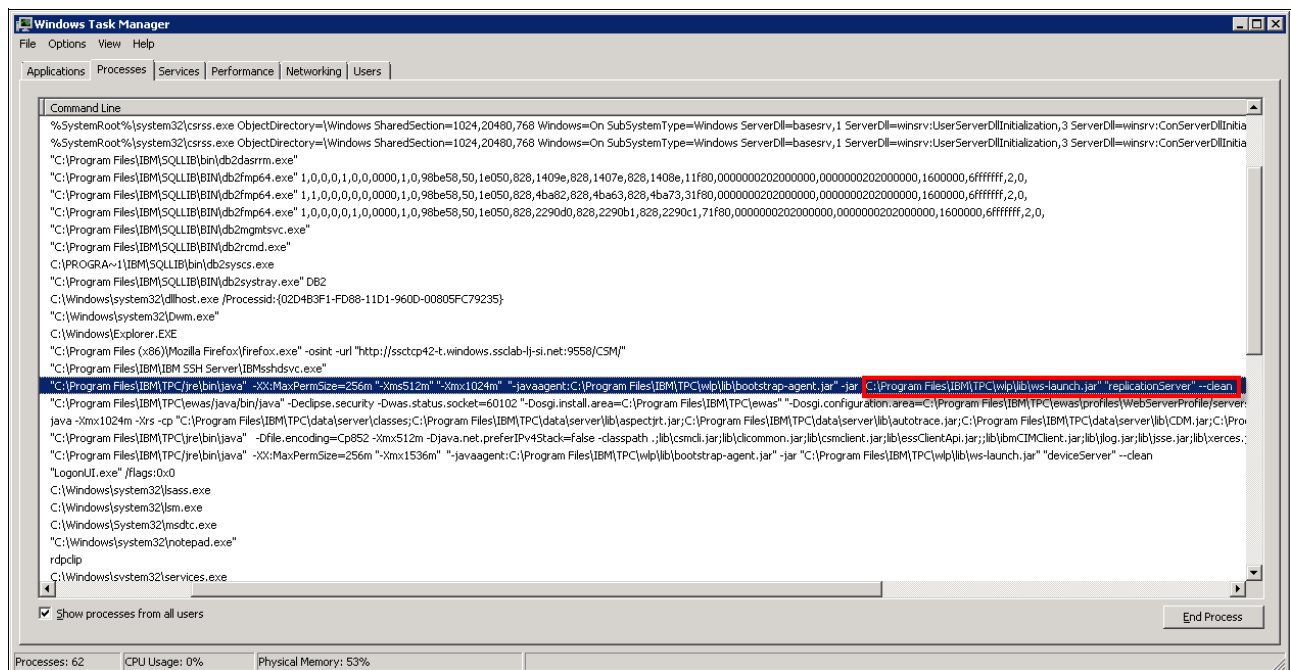 Windows Task Manager
File Options View Help
Applications Processes Services Performance Networking Users
Command Line
%SystemRoot%\system32\csrss.exe ObjectDirectory=\Windows SharedSection=1024,20480,768 Windows=On SubSystemType=Windows ServerDll=basesrv,1 ServerDll=winsrv:UserServerDllInitialization,3 ServerDll=winsrv:ConServerDllInitia
%SystemRoot%\system32\csrss.exe ObjectDirectory=\Windows SharedSection=1024,20480,768 Windows=On SubSystemType=Windows ServerDll=basesrv,1 ServerDll=winsrv:UserServerDllInitialization,3 ServerDll=winsrv:ConServerDllInitia
"C:\Program Files\IBM\SQLLIB\bin\db2dasrrm.exe"
"C:\Program Files\IBM\SQLLIB\bin\db2fmp64.exe" 1,0,0,0,1,0,0,0000,1,0,98be58,50,1e050,828,1409e,828,1407e,828,1408e,11f80,0000000202000000,0000000202000000,1600000,6fffffff,2,0,
"C:\Program Files\IBM\SQLLIB\bin\db2fmp64.exe" 1,1,0,0,0,1,0,0000,1,0,98be58,50,1e050,828,4ba82,828,4ba63,828,4ba73,31f80,0000000202000000,0000000202000000,1600000,6fffffff,2,0,
"C:\Program Files\IBM\SQLLIB\bin\db2fmp64.exe" 1,0,0,0,0,1,0,0000,1,0,98be58,50,1e050,828,2290d0,828,2290b1,828,2290c1,71f80,0000000202000000,0000000202000000,1600000,6fffffff,2,0,
"C:\Program Files\IBM\SQLLIB\BIN\db2mgmtsvc.exe"
"C:\Program Files\IBM\SQLLIB\BIN\db2rcmd.exe"
C:\PROGRA~1\IBM\SQLLIB\bin\db2syscs.exe
"C:\Program Files\IBM\SQLLIB\BIN\db2systray.exe" DB2
C:\Windows\system32\dllhost.exe /Processid:{02D4B3F1-FD88-11D1-960D-00805FC79235}
"C:\Windows\system32\Dwm.exe"
C:\Windows\Explorer.EXE
"C:\Program Files (x86)\Mozilla Firefox\firefox.exe" -osint -url "http://ssctcp42-t.windows.ssclab-lj-si.net:9558/CSM/"
"C:\Program Files\IBM\IBM SSH Server\IBMsshdsvc.exe"
"C:\Program Files\IBM\TPC\jre\bin\java" -XX:MaxPermSize=256m "-Xms512m" "-Xmx1024m" "-javaagent:C:\Program Files\IBM\TPC\wlp\lib\bootstrap-agent.jar" -jar "C:\Program Files\IBM\TPC\wlp\lib\ws-launch.jar" "replicationServer" --clean
"C:\Program Files\IBM\TPC\ewas/java/bin/java" -Declipse.security -Dwas.status.socket=60102 "-Dosgi.install.area=C:\Program Files\IBM\TPC\ewas" "-Dosgi.configuration.area=C:\Program Files\IBM\TPC\ewas\profiles\WebServerProfile/servers
java -Xmx1024m -Xrs -cp "C:\Program Files\IBM\TPC\data\server\classes;C:\Program Files\IBM\TPC\data\server\lib\aspectjrt.jar;C:\Program Files\IBM\TPC\data\server\lib\autotrace.jar;C:\Program Files\IBM\TPC\data\server\lib\CDM.jar;C:\Pro
"C:\Program Files\IBM\TPC\jre\bin\java" -Dfile.encoding=Cp852 -Xmx512m -Djava.net.preferIPv4Stack=false -classpath .;lib\csmcli.jar;lib\clicommon.jar;lib\csmclient.jar;lib\essClientApi.jar;;lib\ibmCIMClient.jar;lib\jlog.jar;lib\jsse.jar;lib\xerces.j
"C:\Program Files\IBM\TPC\jre\bin\java" -XX:MaxPermSize=256m "-Xmx1536m" "-javaagent:C:\Program Files\IBM\TPC\wlp\lib\bootstrap-agent.jar" -jar "C:\Program Files\IBM\TPC\wlp\lib\ws-launch.jar" "deviceServer" --clean
"LogonUI.exe" /flags:0x0
C:\Windows\system32\lsass.exe
C:\Windows\system32\lsm.exe
C:\Windows\System32\msdtc.exe
"C:\Windows\system32\notepad.exe"
rdpclip
C:\Windows\system32\services.exe
Show processes from all users
End Process
Processes: 62 CPU Usage: 0% Physical Memory: 53%